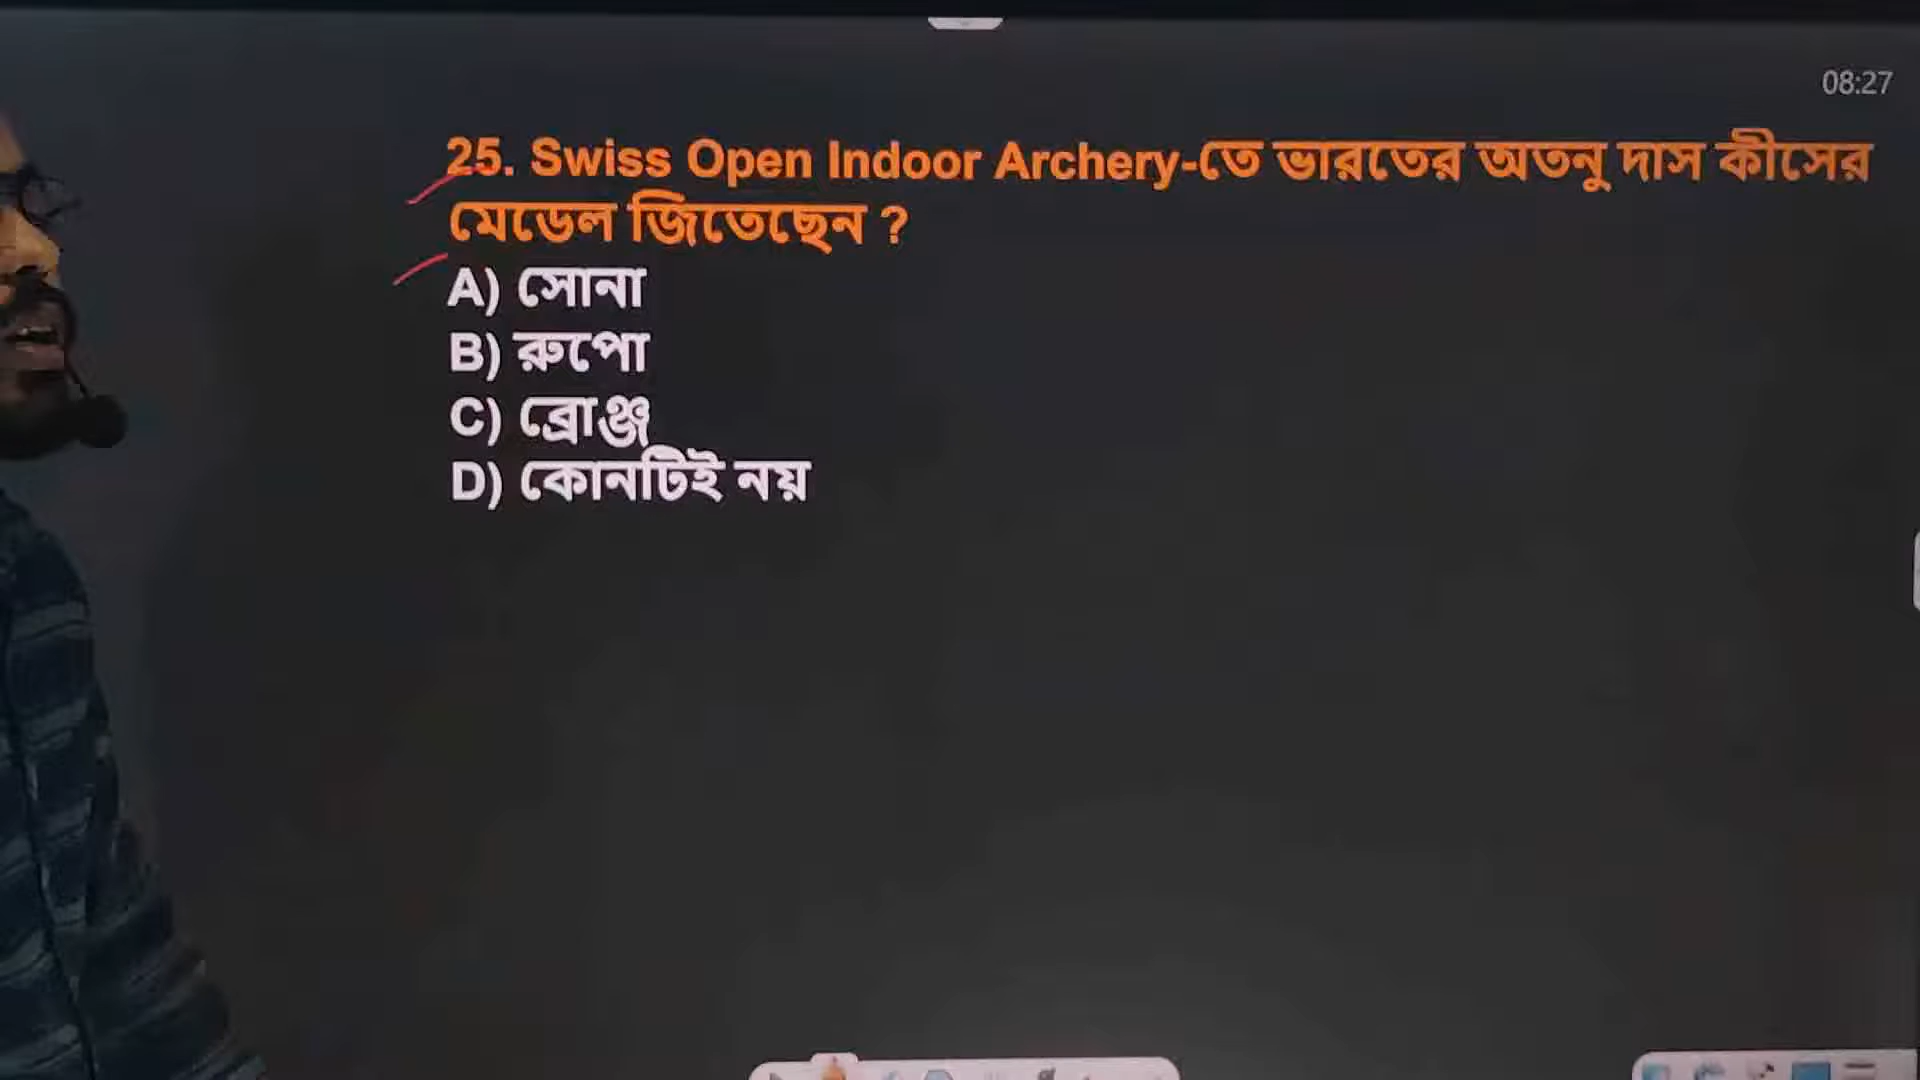 08:27
25. Swiss Open Indoor Archery-তে ভারতের অতনু দাস কীসের
মেডেল জিতেছেন ?
A) সোনা
B) রুপো
C) ব্রোঞ্জ
D) কোনটিই নয়